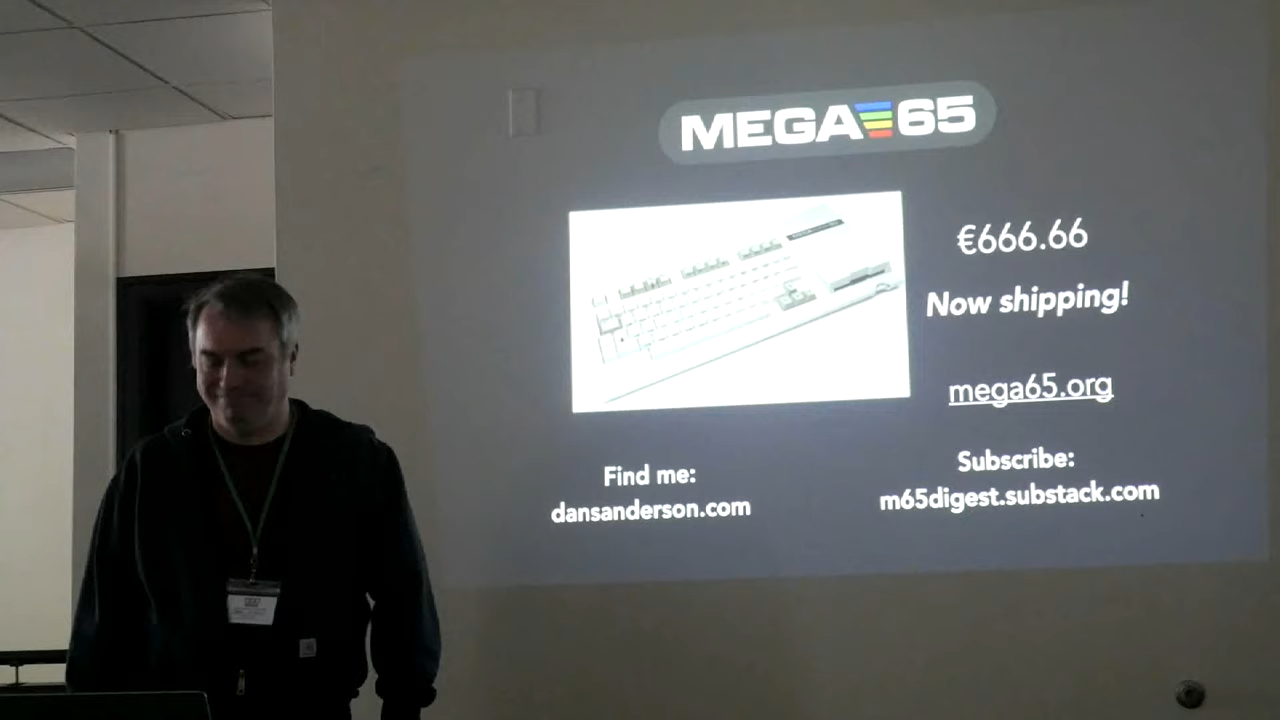 MEGA65
€666.66
Now shipping!
mega65.org
Find me:
dansanderson.com
Subscribe:
m65digest.substack.com